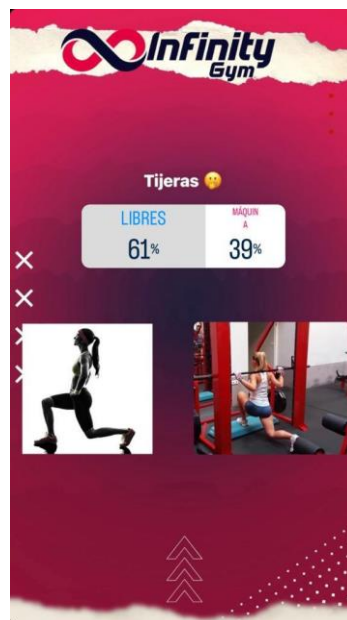 Infinity
Gym
Tijeras 🤫
LIBRES
61%
MÁQUIN
A
39%